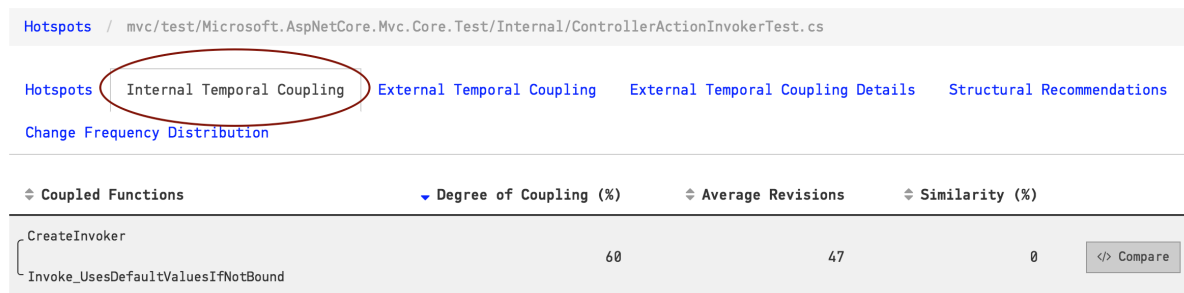 Hotspots / mvc/test/Microsoft.AspNetCore.Mvc.Core.Test/Internal/ControllerActionInvokerTest.cs
Hotspots Internal Temporal Coupling External Temporal Coupling External Temporal Coupling Details Structural Recommendations
Change Frequency Distribution
Coupled Functions Degree of Coupling (%) Average Revisions Similarity (%)
CreateInvoker
60 47 0 </> Compare
Invoke_UsesDefaultValuesIfNotBound